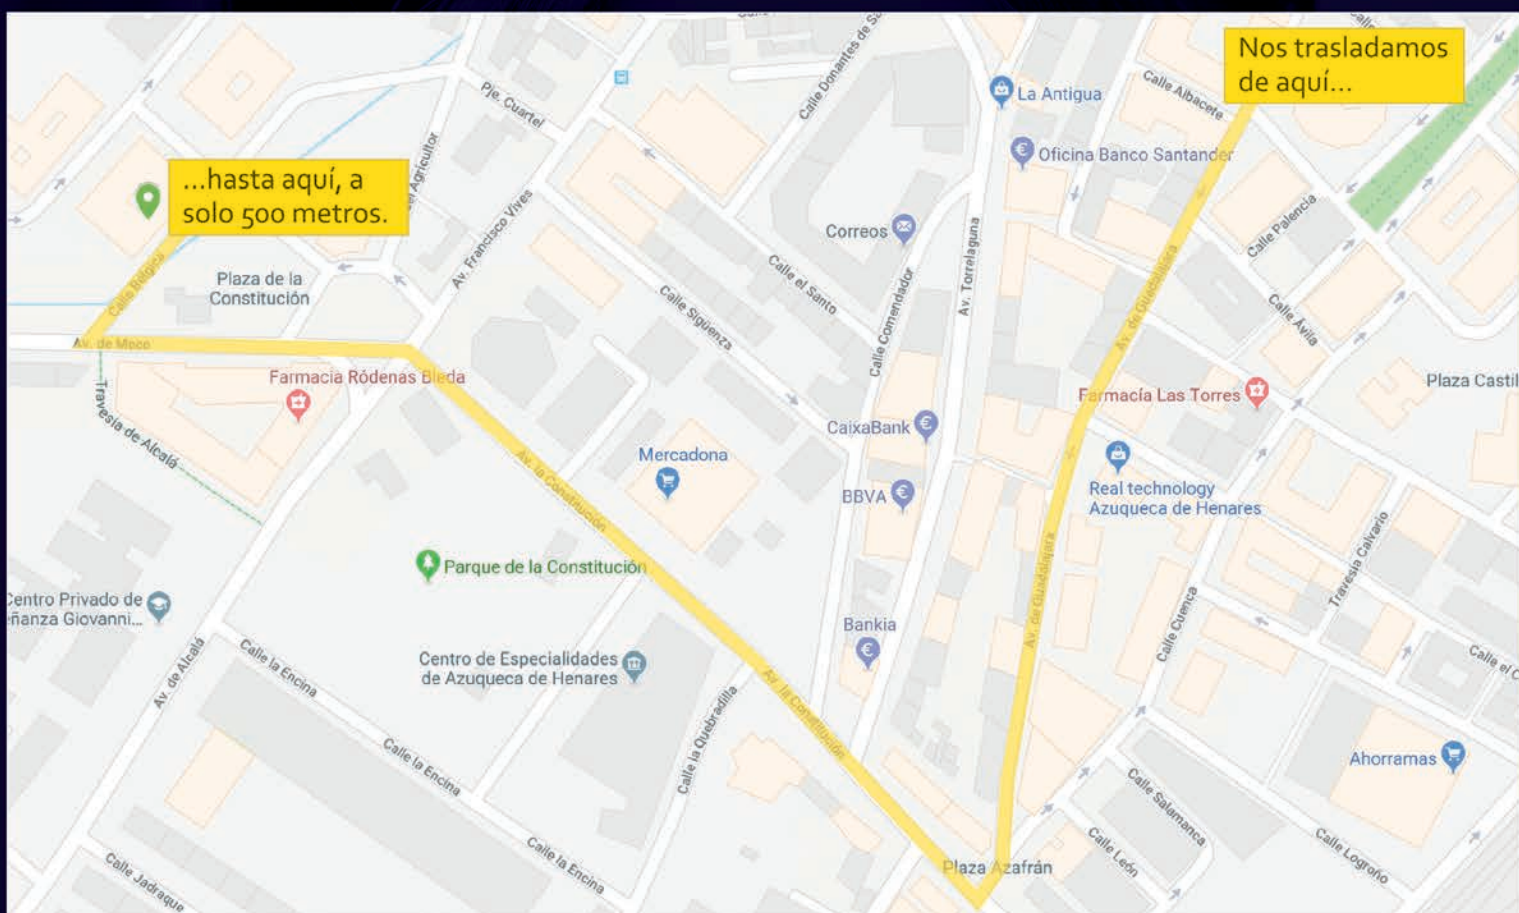 Nos trasladamos
de aquí...
...hasta aquí, a
solo 500 metros.
Calle Donantes de Sa
La Antigua
Calle Albacete
Pje. Cuartel
Oficina Banco Santander
Av. Francisco Vives
Correos
Calle Palencia
Plaza de la
Constitución
Calle Bélgica
Calle el Santo
Calle Comendador
Av. Torrelaguna
Av. de Guadalajara
Calle Ávila
Calle Sigüenza
Av. de Meco
Farmacia Ródenas Bleda
Farmacía Las Torres
Plaza Castil
Travesía de Alcalá
CaixaBank
Mercadona
BBVA
Real technology
Azuqueca de Henares
Av. la Constitución
Parque de la Constitución
Av. de Guadalajara
Travesía Calvario
Centro Privado de
eñanza Giovanni...
Bankia
Calle Cuenca
Calle el C
Centro de Especialidades
de Azuqueca de Henares
Av. de Alcalá
Calle la Encina
Av. la Constitución
Calle la Quebradilla
Calle la Encina
Ahorramas
Calle Salamanca
Calle León
Calle Logroño
Calle la Encina
Plaza Azafrán
Calle Jadraque